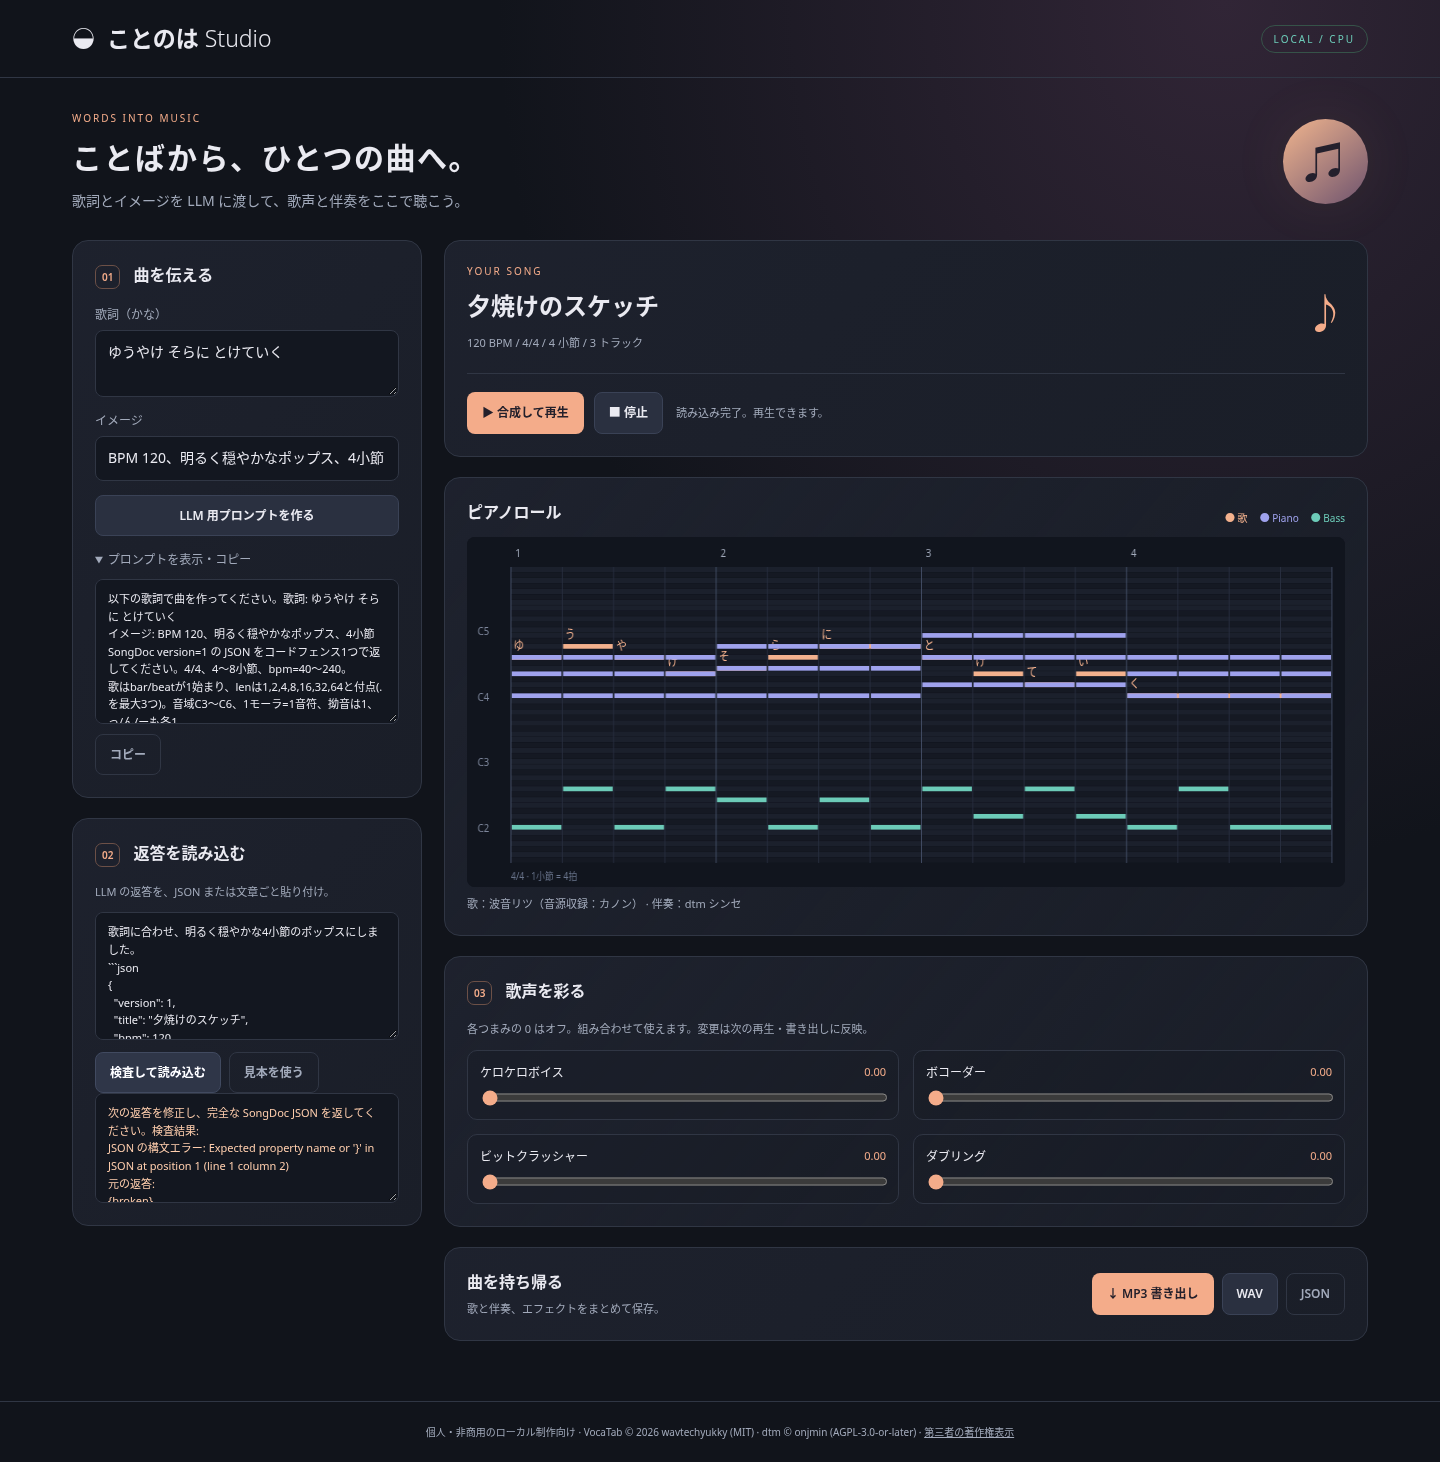 ことのは Studio
LOCAL / CPU
WORDS INTO MUSIC
ことばから、ひとつの曲へ。
歌詞とイメージを LLM に渡して、歌声と伴奏をここで聴こう。
01 曲を伝える
歌詞（かな）
ゆうやけ そらに とけていく
イメージ
BPM 120、明るく穏やかなポップス、4小節
LLM 用プロンプトを作る
▼ プロンプトを表示・コピー
以下の歌詞で曲を作ってください。歌詞: ゆうやけ そら
に とけていく
イメージ: BPM 120、明るく穏やかなポップス、4小節
SongDoc version=1 の JSON をコードフェンス1つで返
してください。4/4、4〜8小節、bpm=40〜240。
歌はbar/beatが1始まり、lenは1,2,4,8,16,32,64と付点(.
を最大3つ)。音域C3〜C6、1モーラ=1音符、拗音は1、
っ/ん/ーも各1
コピー
02 返答を読み込む
LLM の返答を、JSON または文章ごと貼り付け。
歌詞に合わせ、明るく穏やかな4小節のポップスにしま
した。
```json
{
"version": 1,
"title": "夕焼けのスケッチ",
"bpm": 120
検査して読み込む
見本を使う
次の返答を修正し、完全な SongDoc JSON を返してく
ださい。検査結果:
JSON の構文エラー: Expected property name or '}' in
JSON at position 1 (line 1 column 2)
元の返答:
{broken}
YOUR SONG
夕焼けのスケッチ
120 BPM / 4/4 / 4 小節 / 3 トラック
▶ 合成して再生
■ 停止
読み込み完了。再生できます。
ピアノロール
歌 Piano Bass
1 2 3 4
C5
C4
C3
C2
ゆ う や け そ ら に と け て い く
4/4 · 1小節 = 4拍
歌：波音リツ（音源収録：カノン） · 伴奏：dtm シンセ
03 歌声を彩る
各つまみの 0 はオフ。組み合わせて使えます。変更は次の再生・書き出しに反映。
ケロケロボイス 0.00
ボコーダー 0.00
ビットクラッシャー 0.00
ダブリング 0.00
曲を持ち帰る
歌と伴奏、エフェクトをまとめて保存。
↓ MP3 書き出し
WAV
JSON
個人・非商用のローカル制作向け · VocaTab © 2026 wavtechyukky (MIT) · dtm © onjmin (AGPL-3.0-or-later) · 第三者の著作権表示